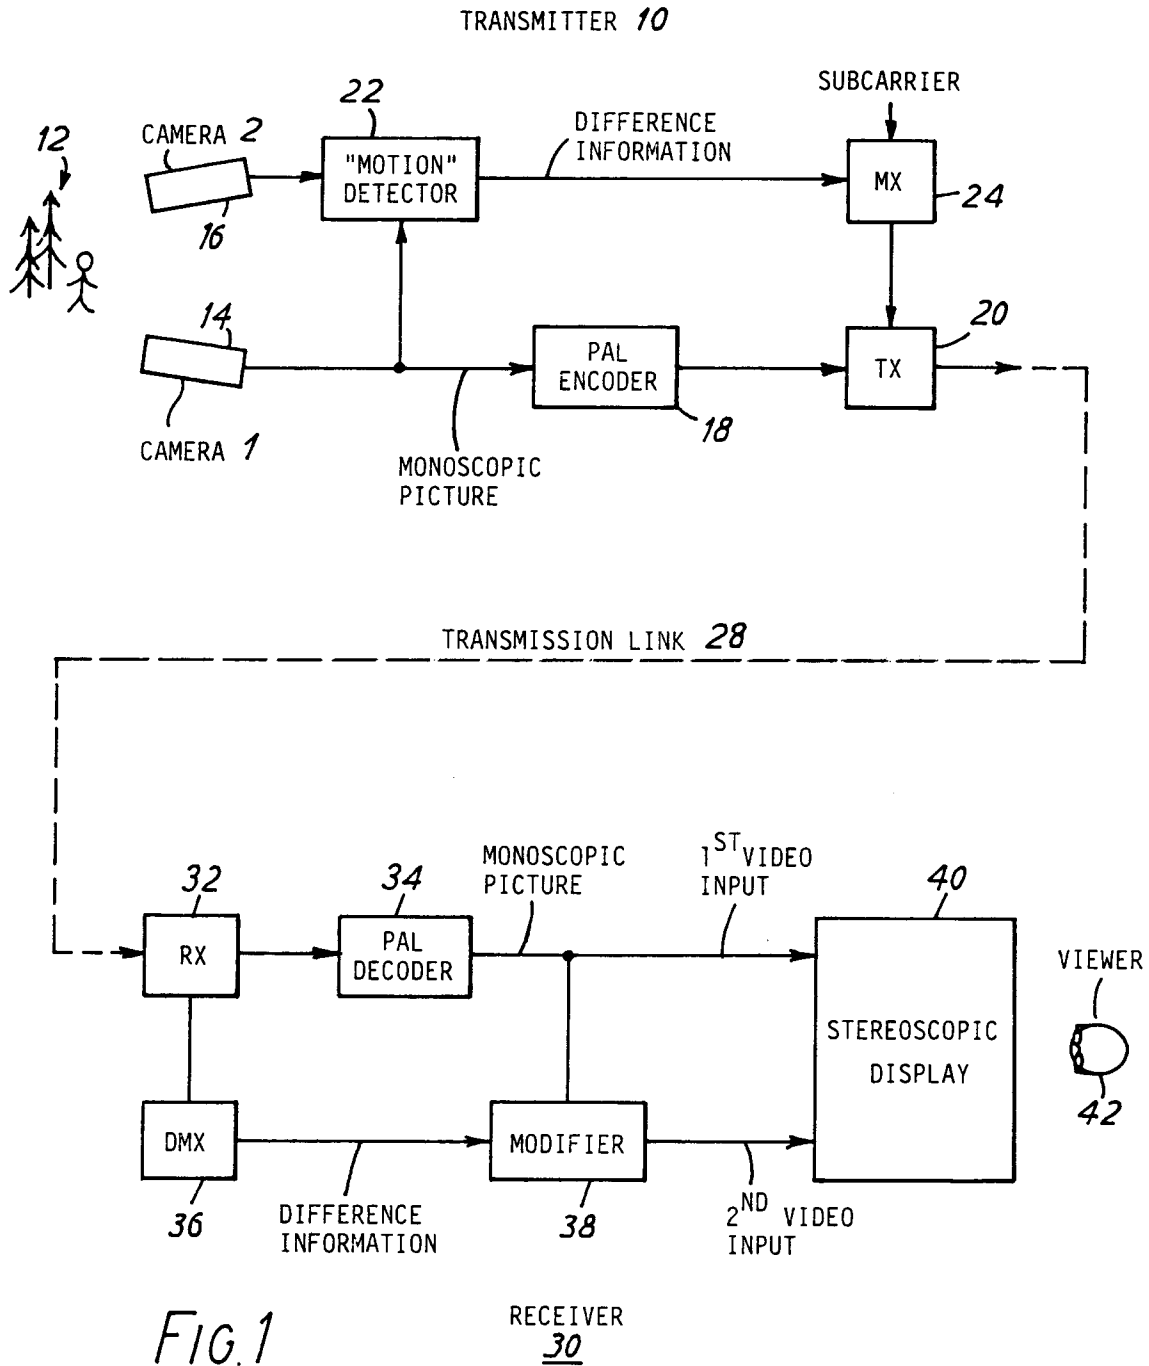 TRANSMITTER 10
SUBCARRIER
22
12
CAMERA 2
DIFFERENCE
INFORMATION
"MOTION"
DETECTOR
MX
24
16
14
20
PAL
ENCODER
TX
18
CAMERA 1
MONOSCOPIC
PICTURE
TRANSMISSION LINK 28
1ST VIDEO
INPUT
MONOSCOPIC
PICTURE
32
34
40
RX
PAL
DECODER
VIEWER
STEREOSCOPIC
DISPLAY
42
DMX
MODIFIER
36
38
DIFFERENCE
INFORMATION
2ND VIDEO
INPUT
FIG. 1
RECEIVER
30